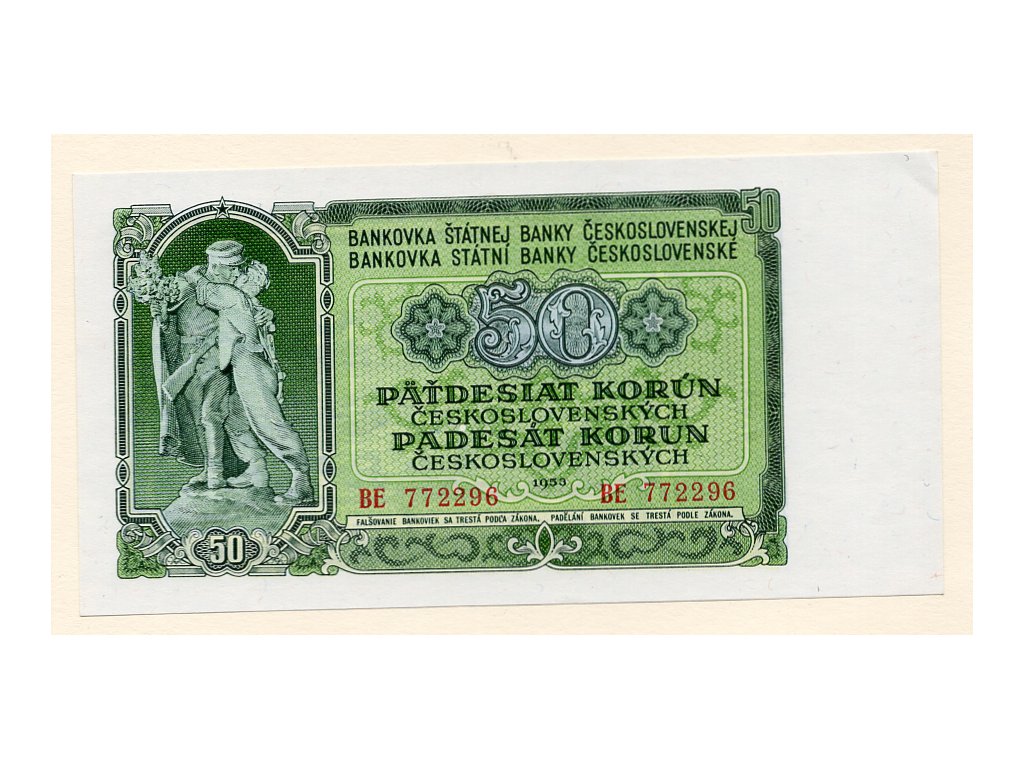 50
BANKOVKA ŠTÁTNEJ BANKY ČESKOSLOVENSKEJ
BANKOVKA STÁTNÍ BANKY ČESKOSLOVENSKÉ
50
PÄŤDESIAT KORÚN
ČESKOSLOVENSKÝCH
PADESÁT KORUN
ČESKOSLOVENSKÝCH
1953
BE 772296 BE 772296
FALŠOVANIE BANKOVIEK SA TRESTÁ PODĽA ZÁKONA. PADĚLÁNÍ BANKOVEK SE TRESTÁ PODLE ZÁKONA.
50